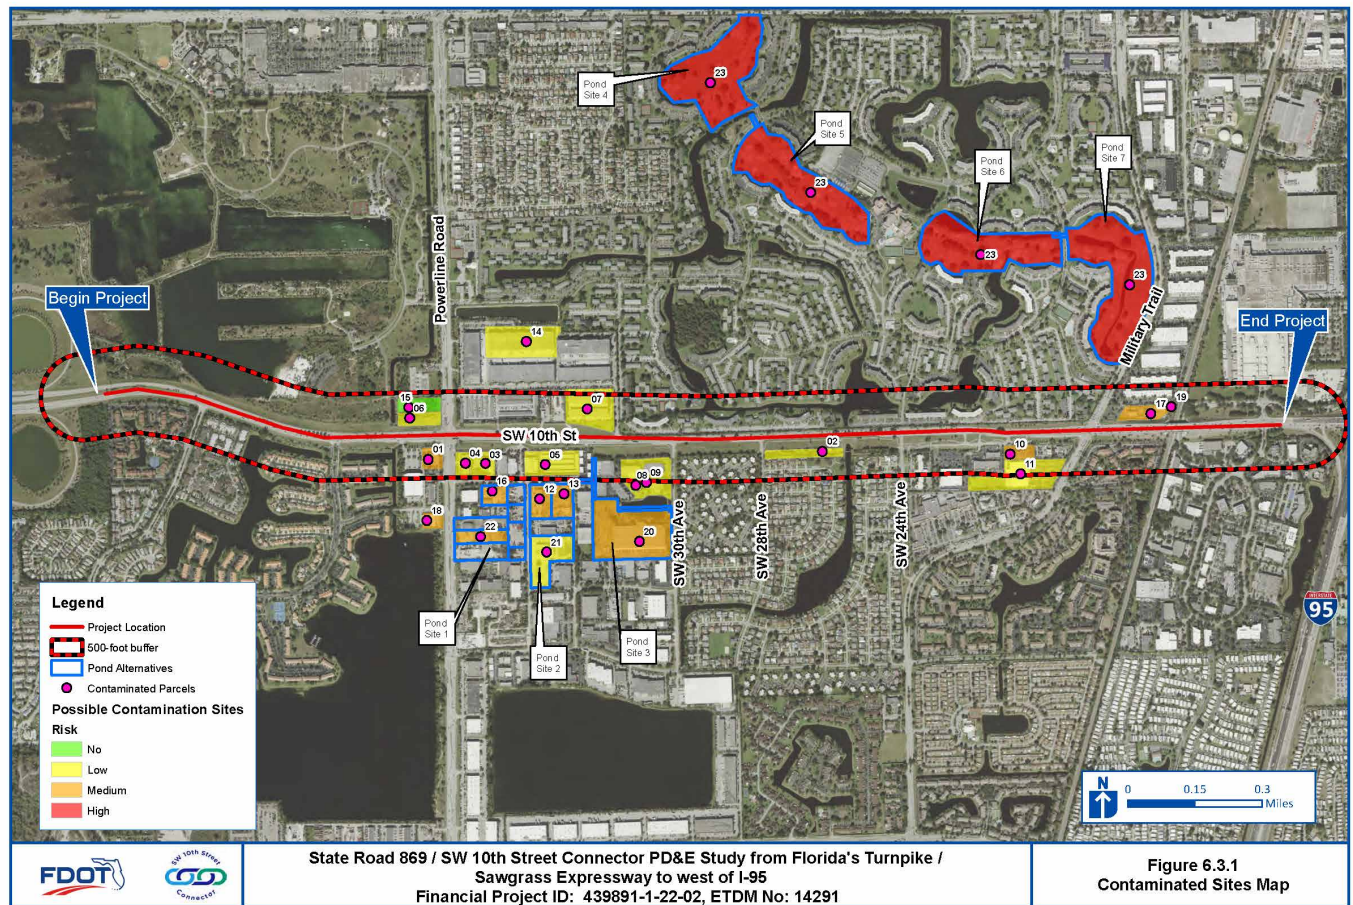 Pond
Site 4
23
Pond
Site 5
23
Pond
Site 6
23
Pond
Site 7
23
Powerline Road
Military Trail
Begin Project
End Project
14
15
06
07
17
19
SW 10th St
01
04
03
05
02
10
11
08
09
16
12
13
18
22
21
20
SW 30th Ave
SW 28th Ave
SW 24th Ave
Pond
Site 1
Pond
Site 2
Pond
Site 3
INTERSTATE
95
Legend
Project Location
500-foot buffer
Pond Alternatives
Contaminated Parcels
Possible Contamination Sites
Risk
No
Low
Medium
High
N
0 0.15 0.3
Miles
FDOT
SW 10th Street
Connector
State Road 869 / SW 10th Street Connector PD&E Study from Florida's Turnpike /
Sawgrass Expressway to west of I-95
Financial Project ID: 439891-1-22-02, ETDM No: 14291
Figure 6.3.1
Contaminated Sites Map